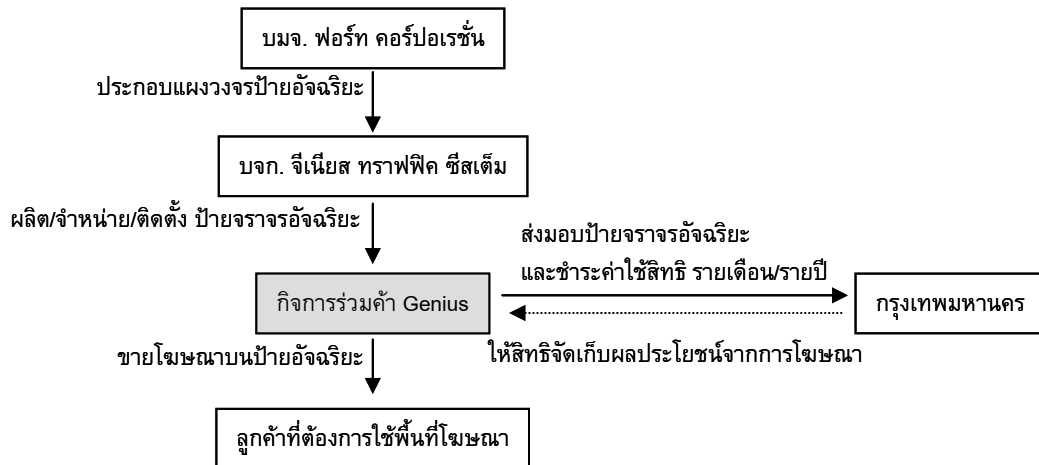 บมจ. ฟอร์ท คอร์ปอเรชั่น
ประกอบแผงวงจรป้ายอัจฉริยะ
บจก. จีเนียส ทราฟฟิค ซีสเต็ม
ผลิต/จำหน่าย/ติดตั้ง ป้ายจราจรอัจฉริยะ
ส่งมอบป้ายจราจรอัจฉริยะ
และชำระค่าใช้สิทธิ รายเดือน/รายปี
กิจการร่วมค้า Genius
กรุงเทพมหานคร
ขายโฆษณาบนป้ายอัจฉริยะ
ให้สิทธิจัดเก็บผลประโยชน์จากการโฆษณา
ลูกค้าที่ต้องการใช้พื้นที่โฆษณา